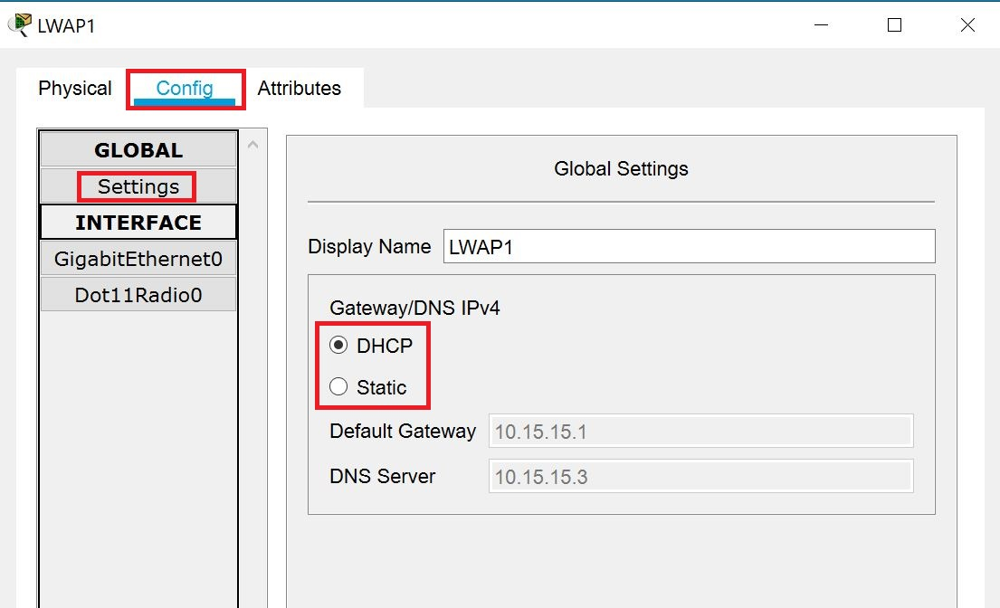 LWAP1
Physical Config Attributes
GLOBAL
Settings
INTERFACE
GigabitEthernet0
Dot11Radio0
Global Settings
Display Name LWAP1
Gateway/DNS IPv4
DHCP
Static
Default Gateway 10.15.15.1
DNS Server 10.15.15.3